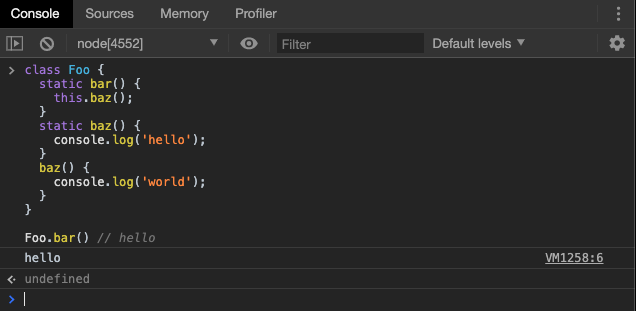 Console Sources Memory Profiler
node[4552] Filter Default levels
class Foo {
static bar() {
this.baz();
}
static baz() {
console.log('hello');
}
baz() {
console.log('world');
}
}
Foo.bar() // hello
hello VM1258:6
undefined